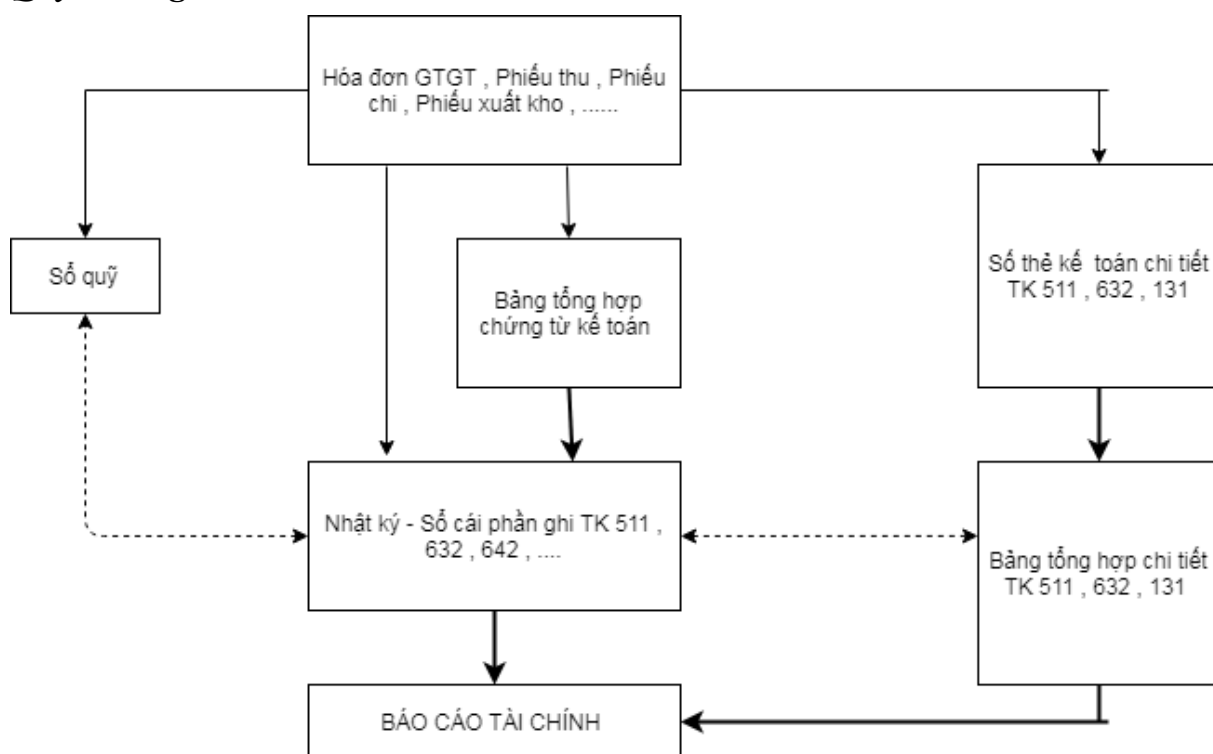 Hóa đơn GTGT , Phiếu thu , Phiếu
chi , Phiếu xuất kho , ......
Sổ quỹ
Bảng tổng hợp
chứng từ kế toán
Số thẻ kế toán chi tiết
TK 511 , 632 , 131
Nhật ký - Sổ cái phần ghi TK 511 ,
632 , 642 , ....
Bảng tổng hợp chi tiết
TK 511 , 632 , 131
BÁO CÁO TÀI CHÍNH